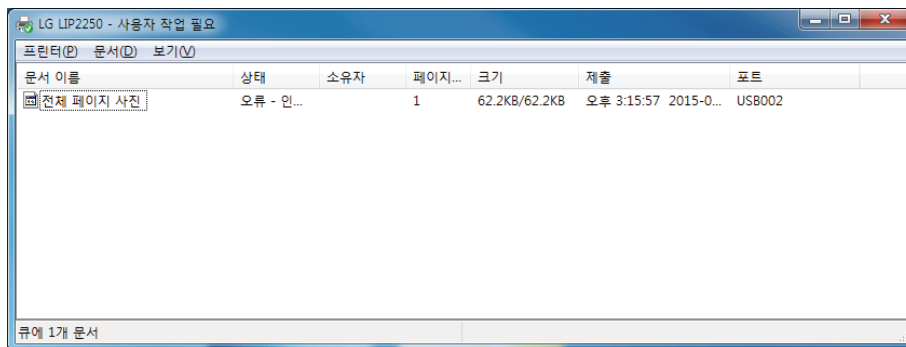 LG LIP2250 - 사용자 작업 필요
프린터(P) 문서(D) 보기(V)
문서 이름 상태 소유자 페이지... 크기 제출 포트
전체 페이지 사진 오류 - 인... 1 62.2KB/62.2KB 오후 3:15:57 2015-0... USB002
큐에 1개 문서